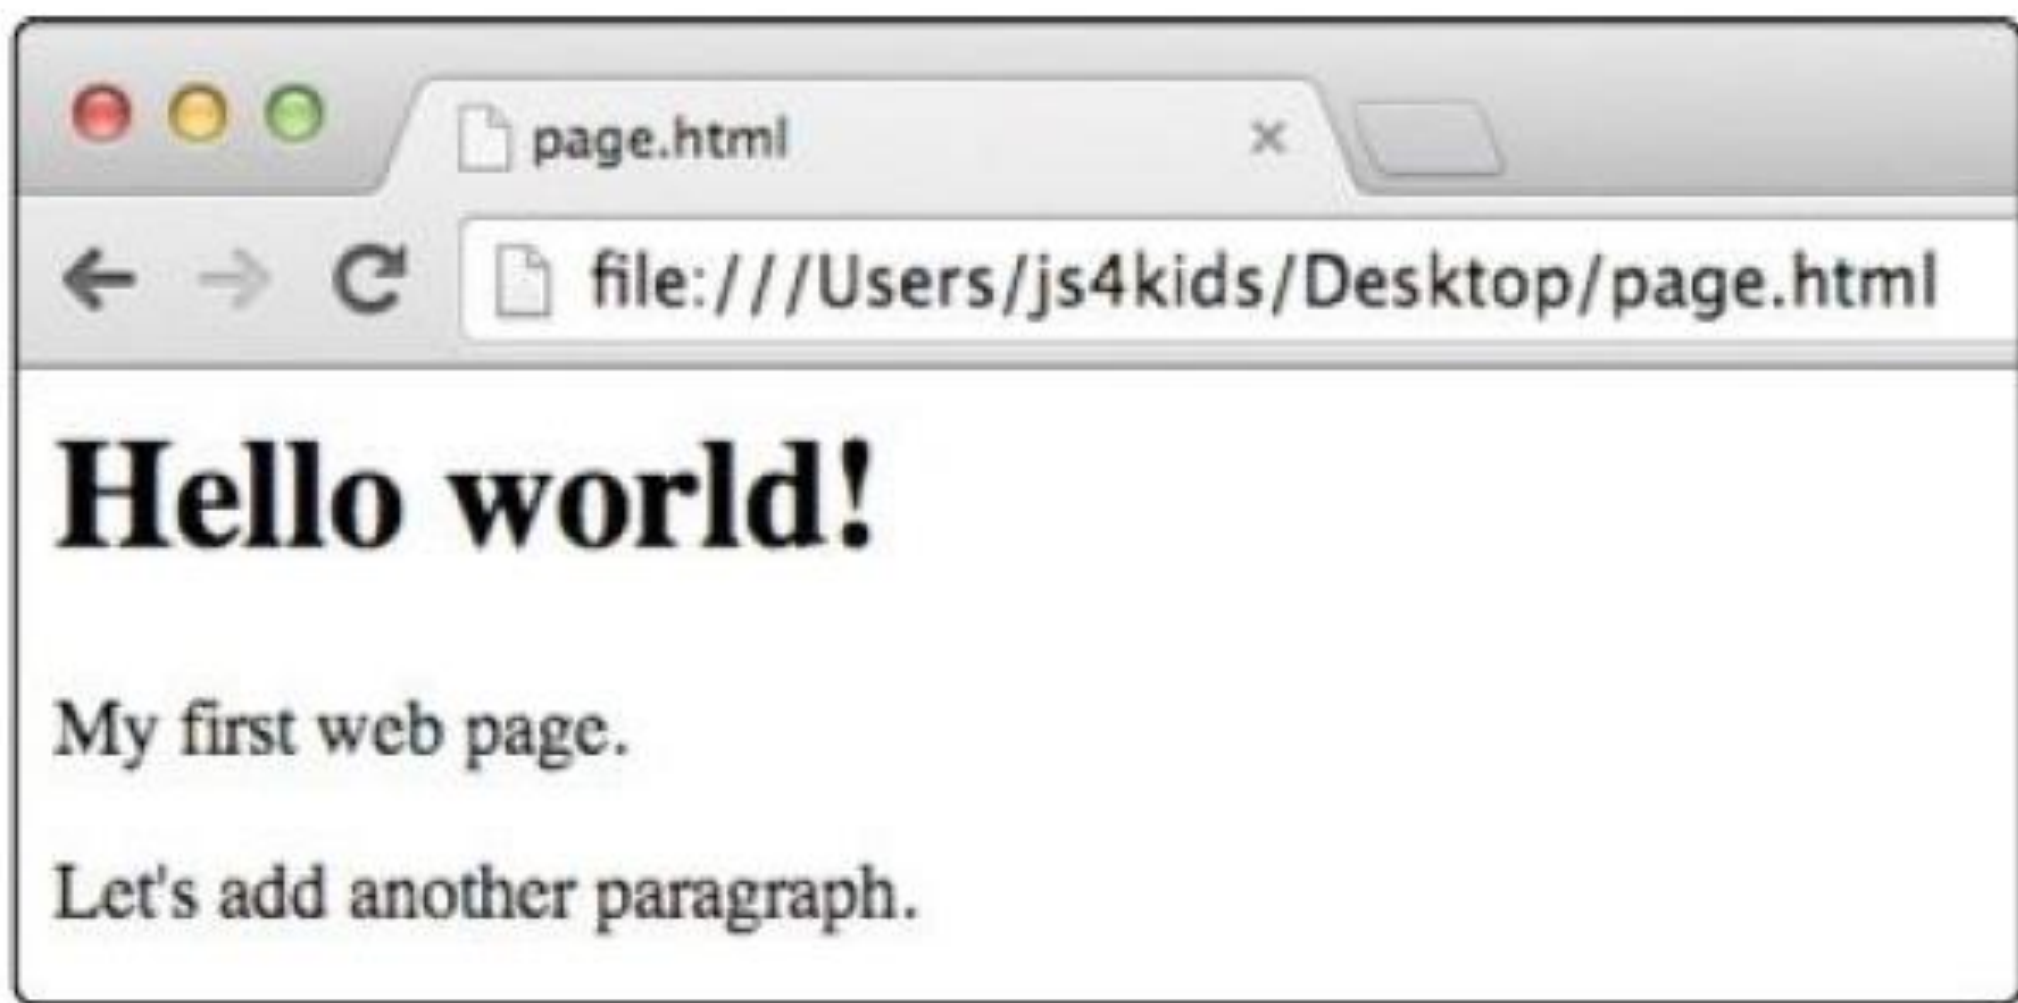 page.html
file:///Users/js4kids/Desktop/page.html
Hello world!
My first web page.
Let's add another paragraph.